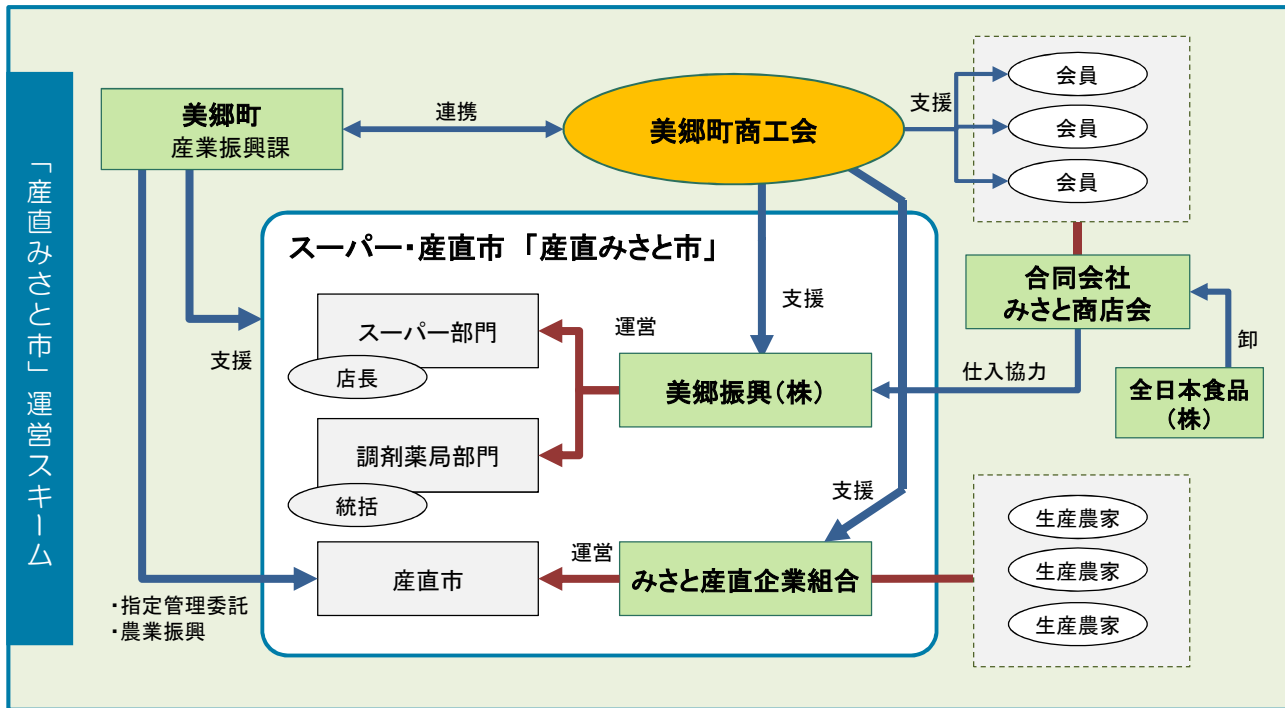 「産直みさと市」運営スキーム
美郷町
産業振興課
連携
美郷町商工会
支援
会員
会員
会員
スーパー・産直市 「産直みさと市」
支援
スーパー部門
店長
運営
支援
美郷振興(株)
調剤薬局部門
統括
合同会社
みさと商店会
仕入協力
卸
全日本食品
(株)
支援
産直市
運営
みさと産直企業組合
生産農家
生産農家
生産農家
・指定管理委託
・農業振興